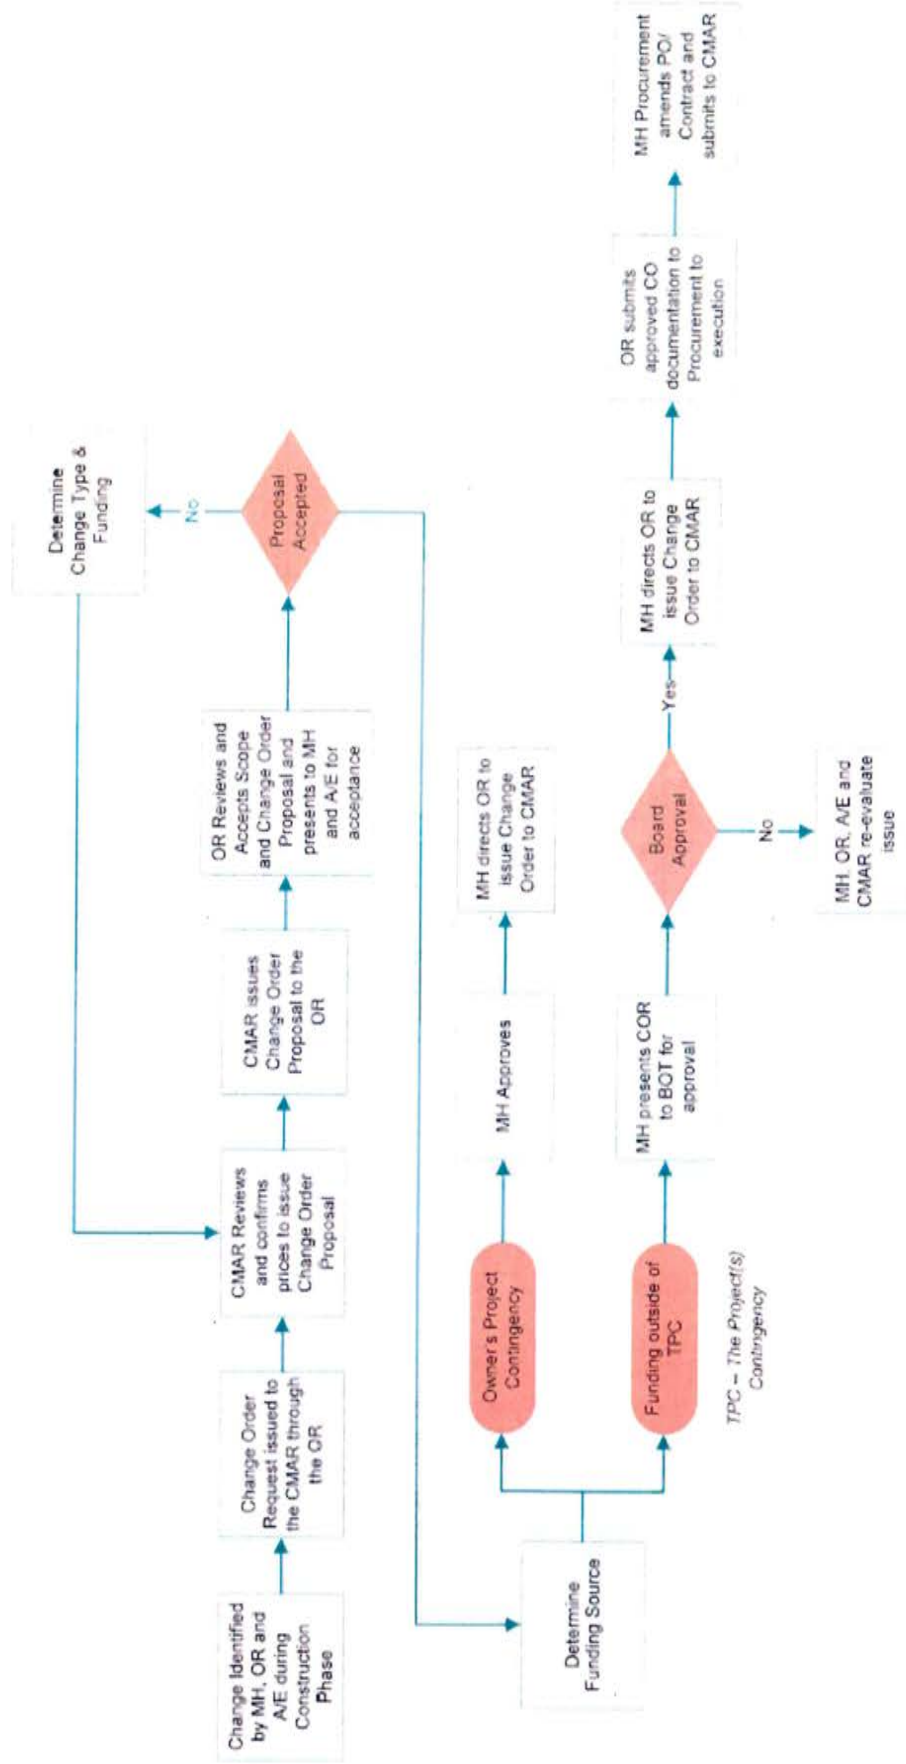 Determine
Change Type &
Funding
No
Change Identified
by MH, OR and
A/E during
Construction
Phase
Change Order
Request issued to
the CMAR through
the OR
CMAR Reviews
and confirms
prices to issue
Change Order
Proposal
CMAR issues
Change Order
Proposal to the
OR
OR Reviews and
Accepts Scope
and Change Order
Proposal and
presents to MH
and A/E for
acceptance
Proposal
Accepted
Determine
Funding Source
Owner's Project
Contingency
MH Approves
MH directs OR to
issue Change
Order to CMAR
Funding outside of
TPC
TPC – The Project(s)
Contingency
MH presents COR
to BOT for
approval
Board
Approval
Yes
No
MH, OR, A/E and
CMAR re-evaluate
issue
MH directs OR to
issue Change
Order to CMAR
OR submits
approved CO
documentation to
Procurement to
execution
MH Procurement
amends PO/
Contract and
submits to CMAR